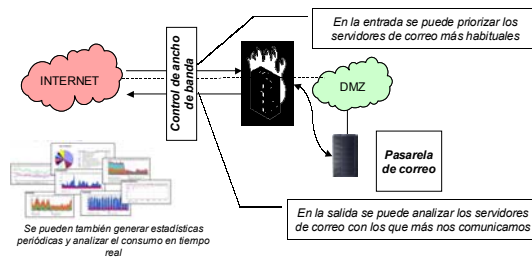 En la entrada se puede priorizar los
servidores de correo más habituales
INTERNET
Control de ancho
de banda
DMZ
Pasarela
de correo
En la salida se puede analizar los servidores
de correo con los que más nos comunicamos
Se pueden también generar estadísticas
periódicas y analizar el consumo en tiempo
real